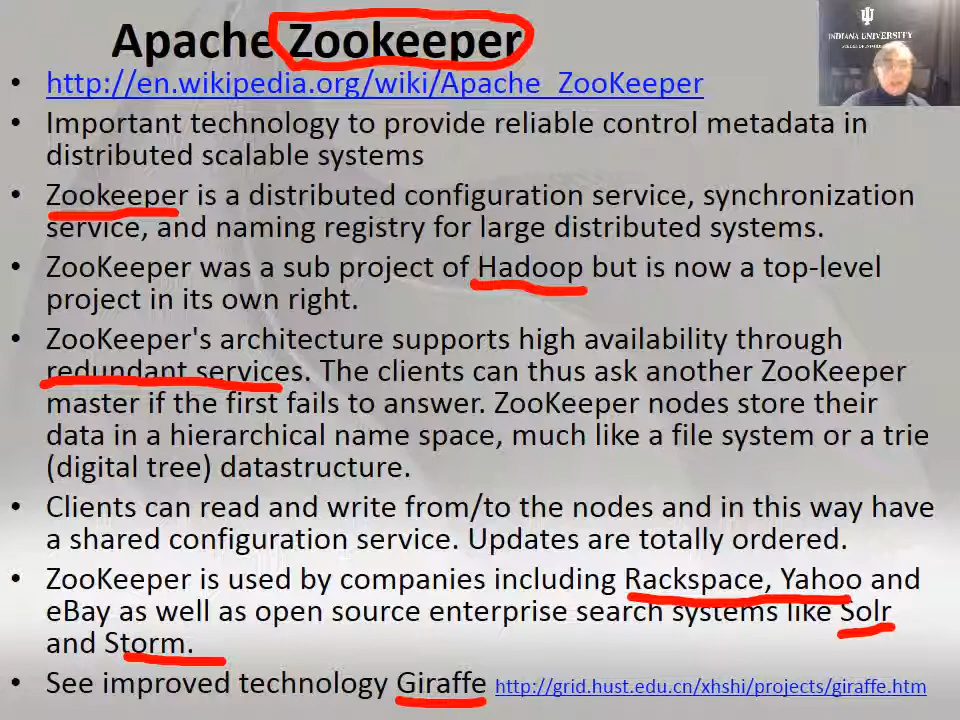 Apache Zookeeper
INDIANA UNIVERSITY
• http://en.wikipedia.org/wiki/Apache_ZooKeeper
• Important technology to provide reliable control metadata in
distributed scalable systems
• Zookeeper is a distributed configuration service, synchronization
service, and naming registry for large distributed systems.
• ZooKeeper was a sub project of Hadoop but is now a top-level
project in its own right.
• ZooKeeper's architecture supports high availability through
redundant services. The clients can thus ask another ZooKeeper
master if the first fails to answer. ZooKeeper nodes store their
data in a hierarchical name space, much like a file system or a trie
(digital tree) datastructure.
• Clients can read and write from/to the nodes and in this way have
a shared configuration service. Updates are totally ordered.
• ZooKeeper is used by companies including Rackspace, Yahoo and
eBay as well as open source enterprise search systems like Solr
and Storm.
• See improved technology Giraffe http://grid.hust.edu.cn/xhshi/projects/giraffe.htm